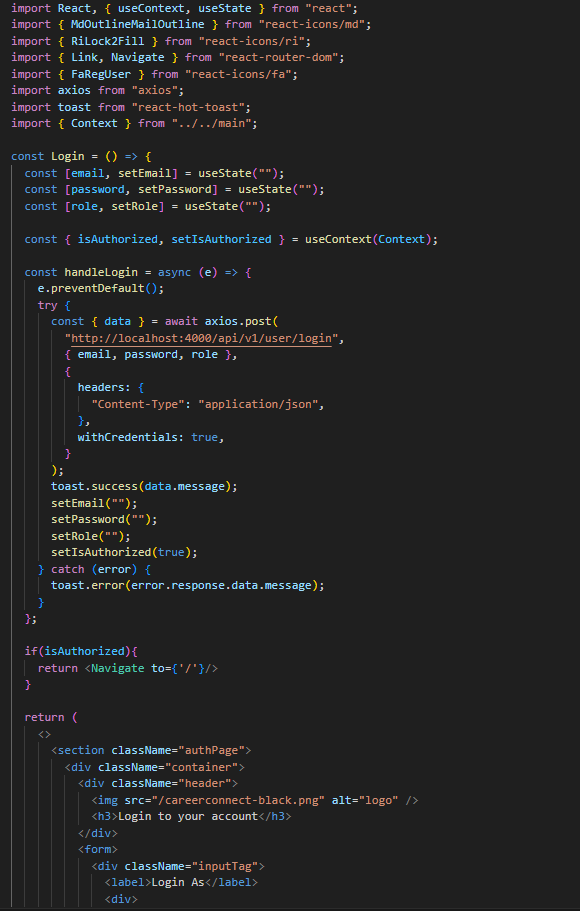 import React, { useContext, useState } from "react";
import { MdOutlineMailOutline } from "react-icons/md";
import { RiLock2Fill } from "react-icons/ri";
import { Link, Navigate } from "react-router-dom";
import { FaRegUser } from "react-icons/fa";
import axios from "axios";
import toast from "react-hot-toast";
import { Context } from "../../main";

const Login = () => {
  const [email, setEmail] = useState("");
  const [password, setPassword] = useState("");
  const [role, setRole] = useState("");

  const { isAuthorized, setIsAuthorized } = useContext(Context);

  const handleLogin = async (e) => {
    e.preventDefault();
    try {
      const { data } = await axios.post(
        "http://localhost:4000/api/v1/user/login",
        { email, password, role },
        {
          headers: {
            "Content-Type": "application/json",
          },
          withCredentials: true,
        }
      );
      toast.success(data.message);
      setEmail("");
      setPassword("");
      setRole("");
      setIsAuthorized(true);
    } catch (error) {
      toast.error(error.response.data.message);
    }
  };

  if(isAuthorized){
    return <Navigate to={'/'}/>
  }

  return (
    <>
      <section className="authPage">
        <div className="container">
          <div className="header">
            <img src="/careerconnect-black.png" alt="logo" />
            <h3>Login to your account</h3>
          </div>
          <form>
            <div className="inputTag">
              <label>Login As</label>
              <div>